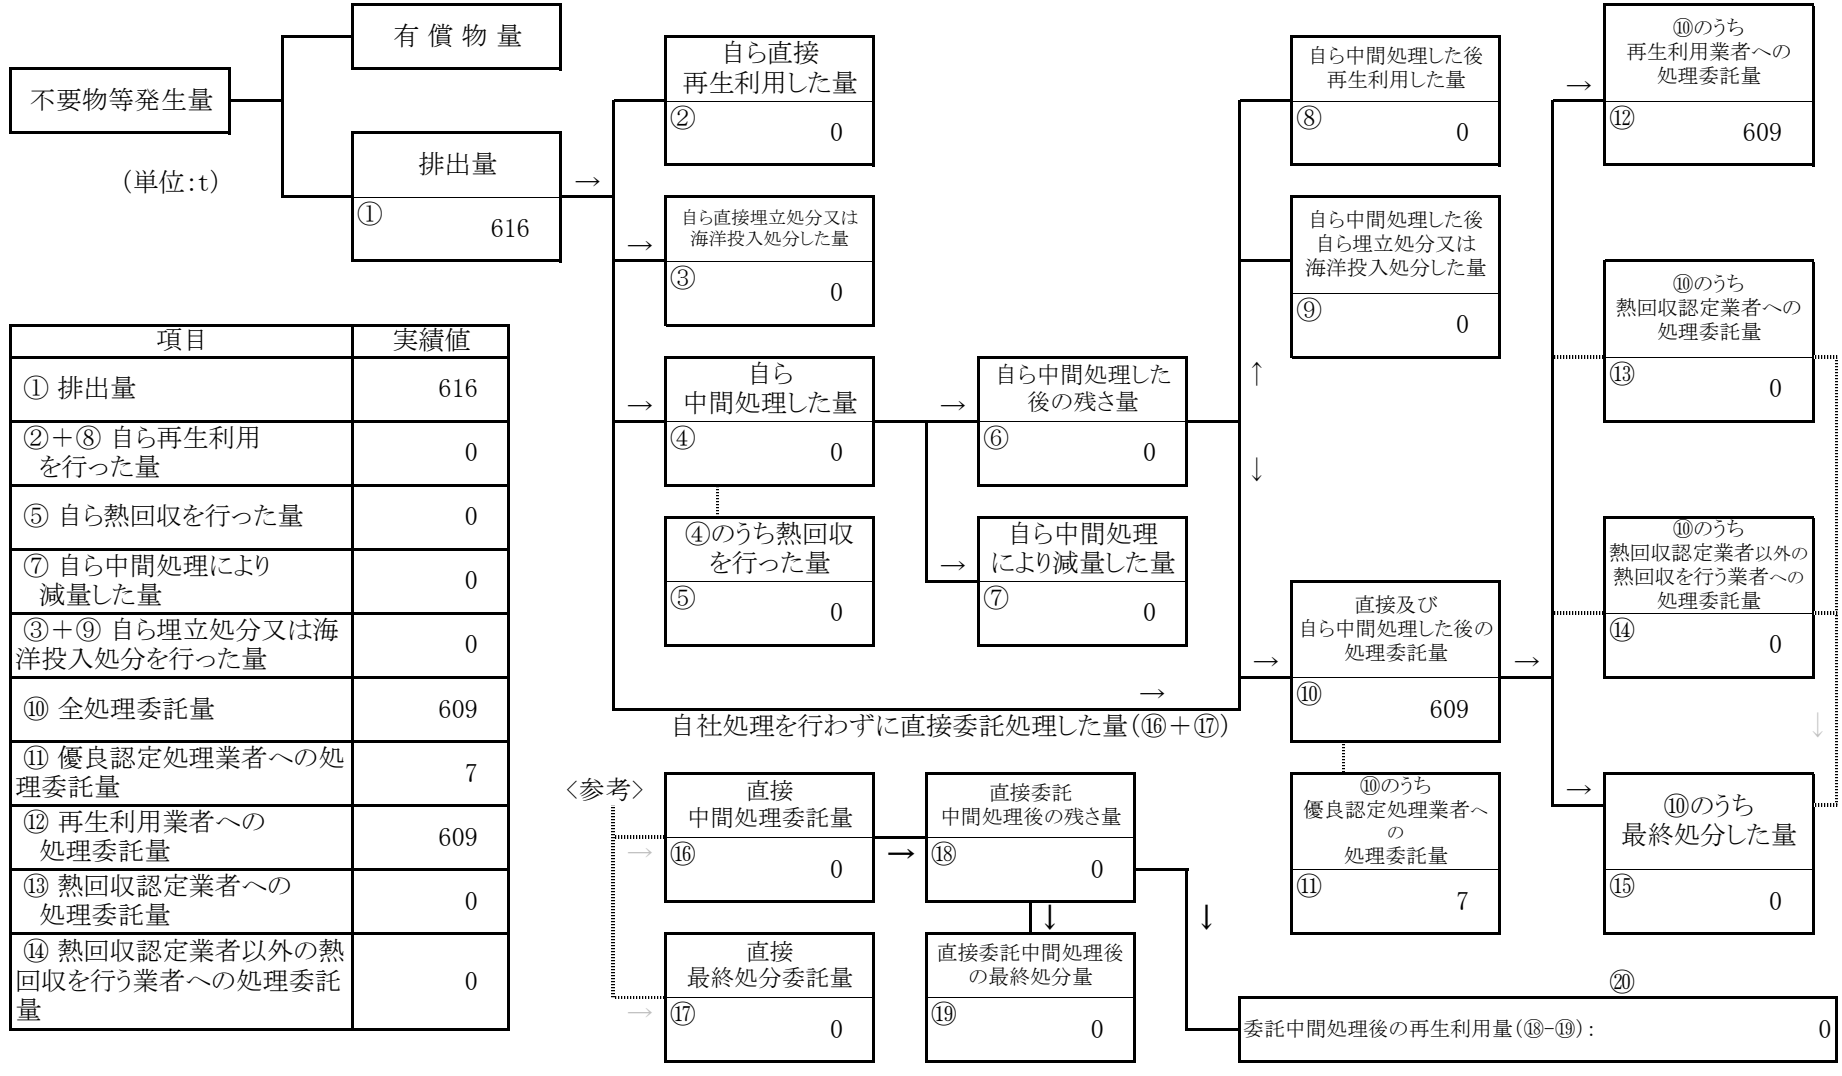 不要物等発生量
有 償 物 量
(単位:t)
排出量
①
616
→
自ら直接
再生利用した量
②
0
→
自ら直接埋立処分又は
海洋投入処分した量
③
0
→
自ら
中間処理した量
④
0
④のうち熱回収
を行った量
⑤
0
→
自ら中間処理した
後の残さ量
⑥
0
→
自ら中間処理
により減量した量
⑦
0
自ら中間処理した後
再生利用した量
⑧
0
自ら中間処理した後
自ら埋立処分又は
海洋投入処分した量
⑨
0
↑
↓
→
自社処理を行わずに直接委託処理した量(⑯+⑰)
→
直接及び
自ら中間処理した後の
処理委託量
⑩
609
⑩のうち
優良認定処理業者へ
の
処理委託量
⑪
7
→
→
⑩のうち
再生利用業者への
処理委託量
⑫
609
⑩のうち
熱回収認定業者への
処理委託量
⑬
0
⑩のうち
熱回収認定業者以外の
熱回収を行う業者への
処理委託量
⑭
0
↓
→
⑩のうち
最終処分した量
⑮
0
項目 実績値
① 排出量 616
②+⑧ 自ら再生利用
を行った量
0
⑤ 自ら熱回収を行った量 0
⑦ 自ら中間処理により
減量した量
0
③+⑨ 自ら埋立処分又は海
洋投入処分を行った量
0
⑩ 全処理委託量 609
⑪ 優良認定処理業者への処
理委託量
7
⑫ 再生利用業者への
処理委託量
609
⑬ 熱回収認定業者への
処理委託量
0
⑭ 熱回収認定業者以外の熱
回収を行う業者への処理委託
量
0
<参考>
→
直接
中間処理委託量
⑯
0
→
直接委託
中間処理後の残さ量
⑱
0
→
直接
最終処分委託量
⑰
0
↓
直接委託中間処理後
の最終処分量
⑲
0
↓
⑳
委託中間処理後の再生利用量(⑱-⑲): 0